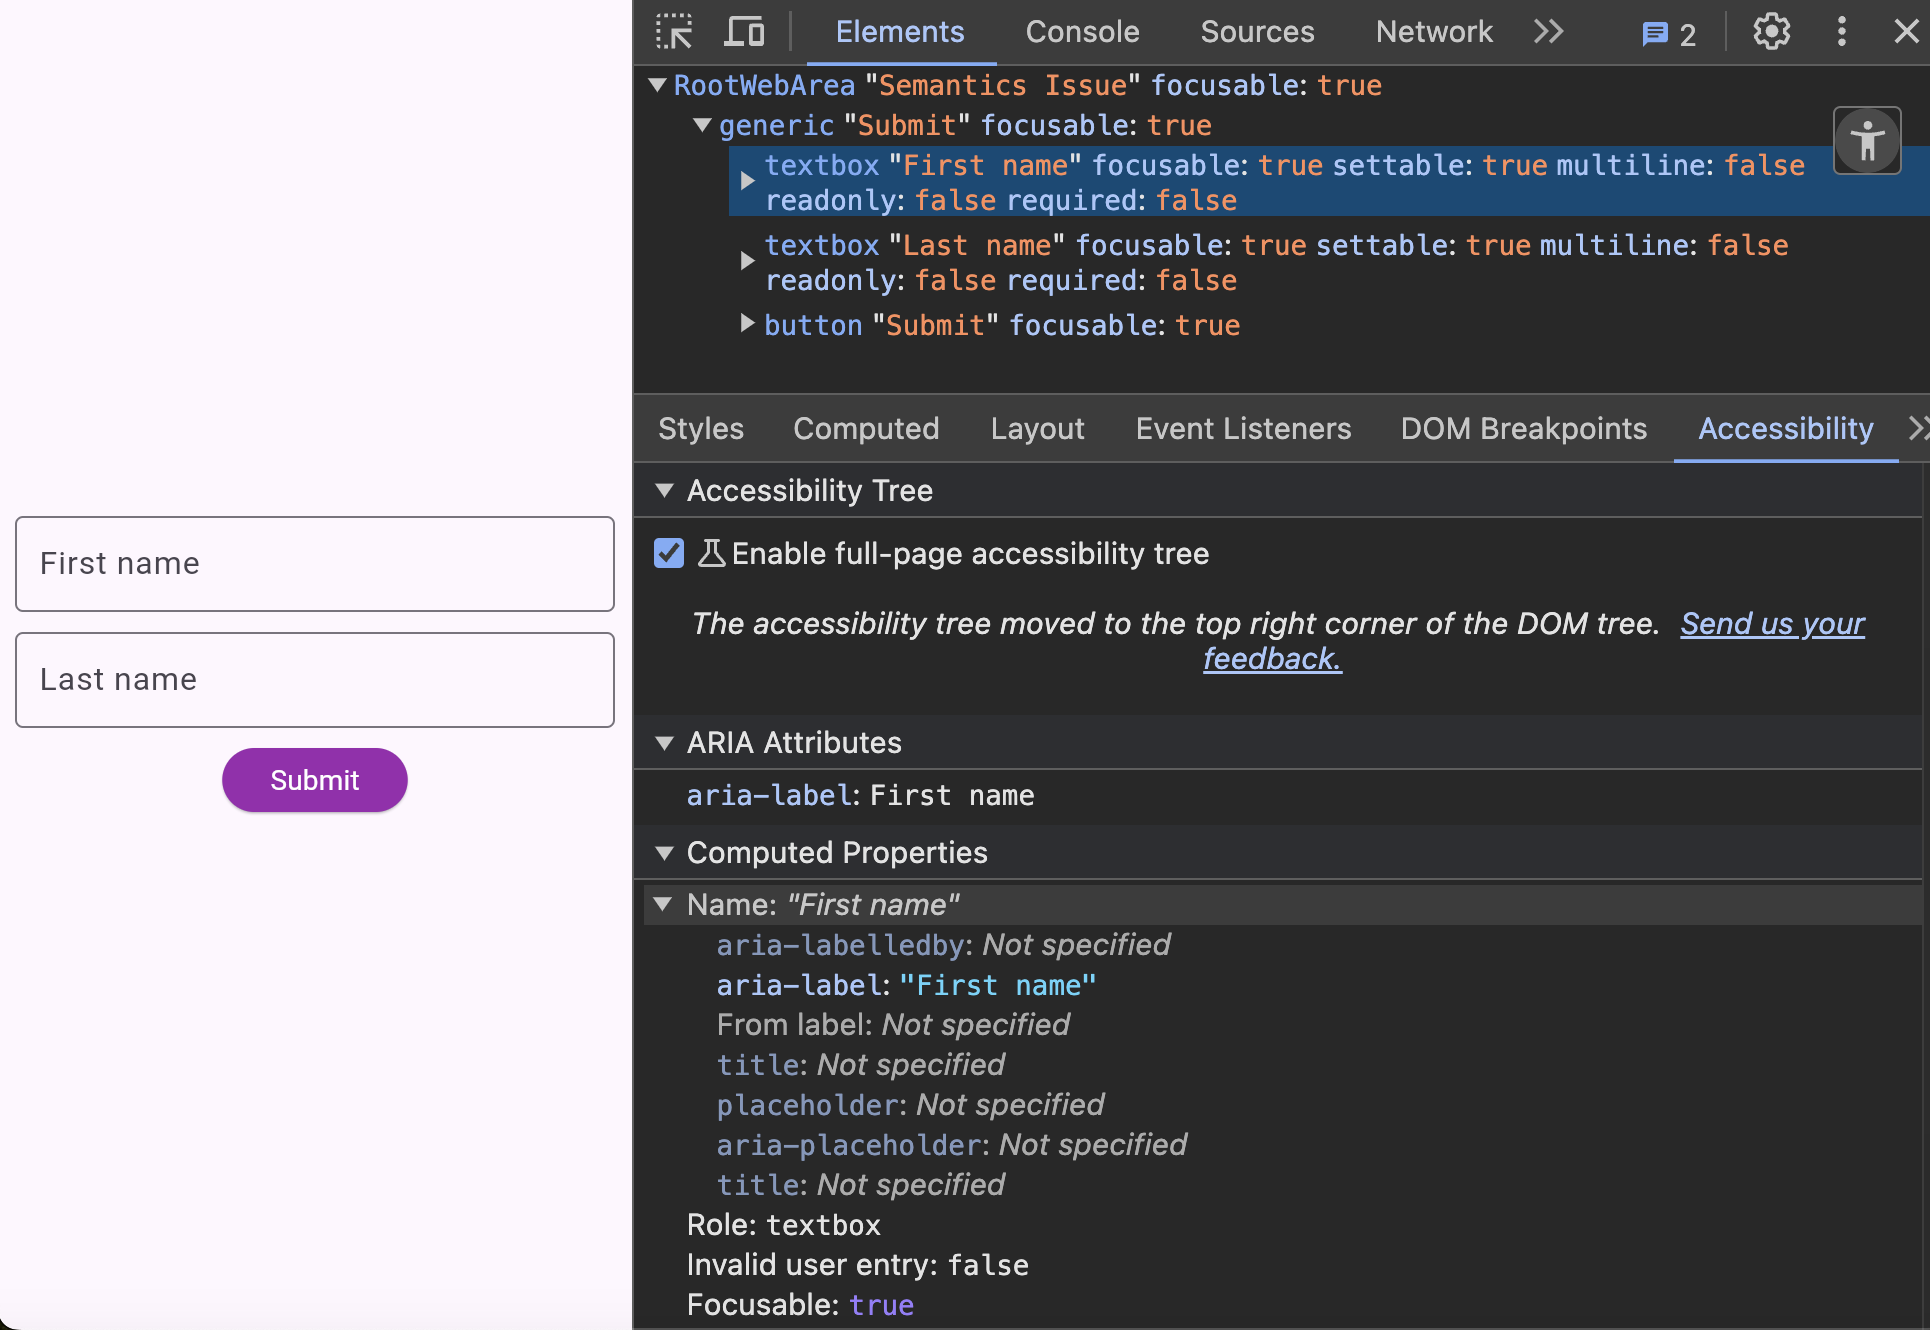 First name
Last name
Submit
Elements Console Sources Network 2
RootWebArea "Semantics Issue" focusable: true
generic "Submit" focusable: true
textbox "First name" focusable: true settable: true multiline: false
readonly: false required: false
textbox "Last name" focusable: true settable: true multiline: false
readonly: false required: false
button "Submit" focusable: true
Styles Computed Layout Event Listeners DOM Breakpoints Accessibility
Accessibility Tree
Enable full-page accessibility tree
The accessibility tree moved to the top right corner of the DOM tree. Send us your
feedback.
ARIA Attributes
aria-label: First name
Computed Properties
Name: "First name"
aria-labelledby: Not specified
aria-label: "First name"
From label: Not specified
title: Not specified
placeholder: Not specified
aria-placeholder: Not specified
title: Not specified
Role: textbox
Invalid user entry: false
Focusable: true